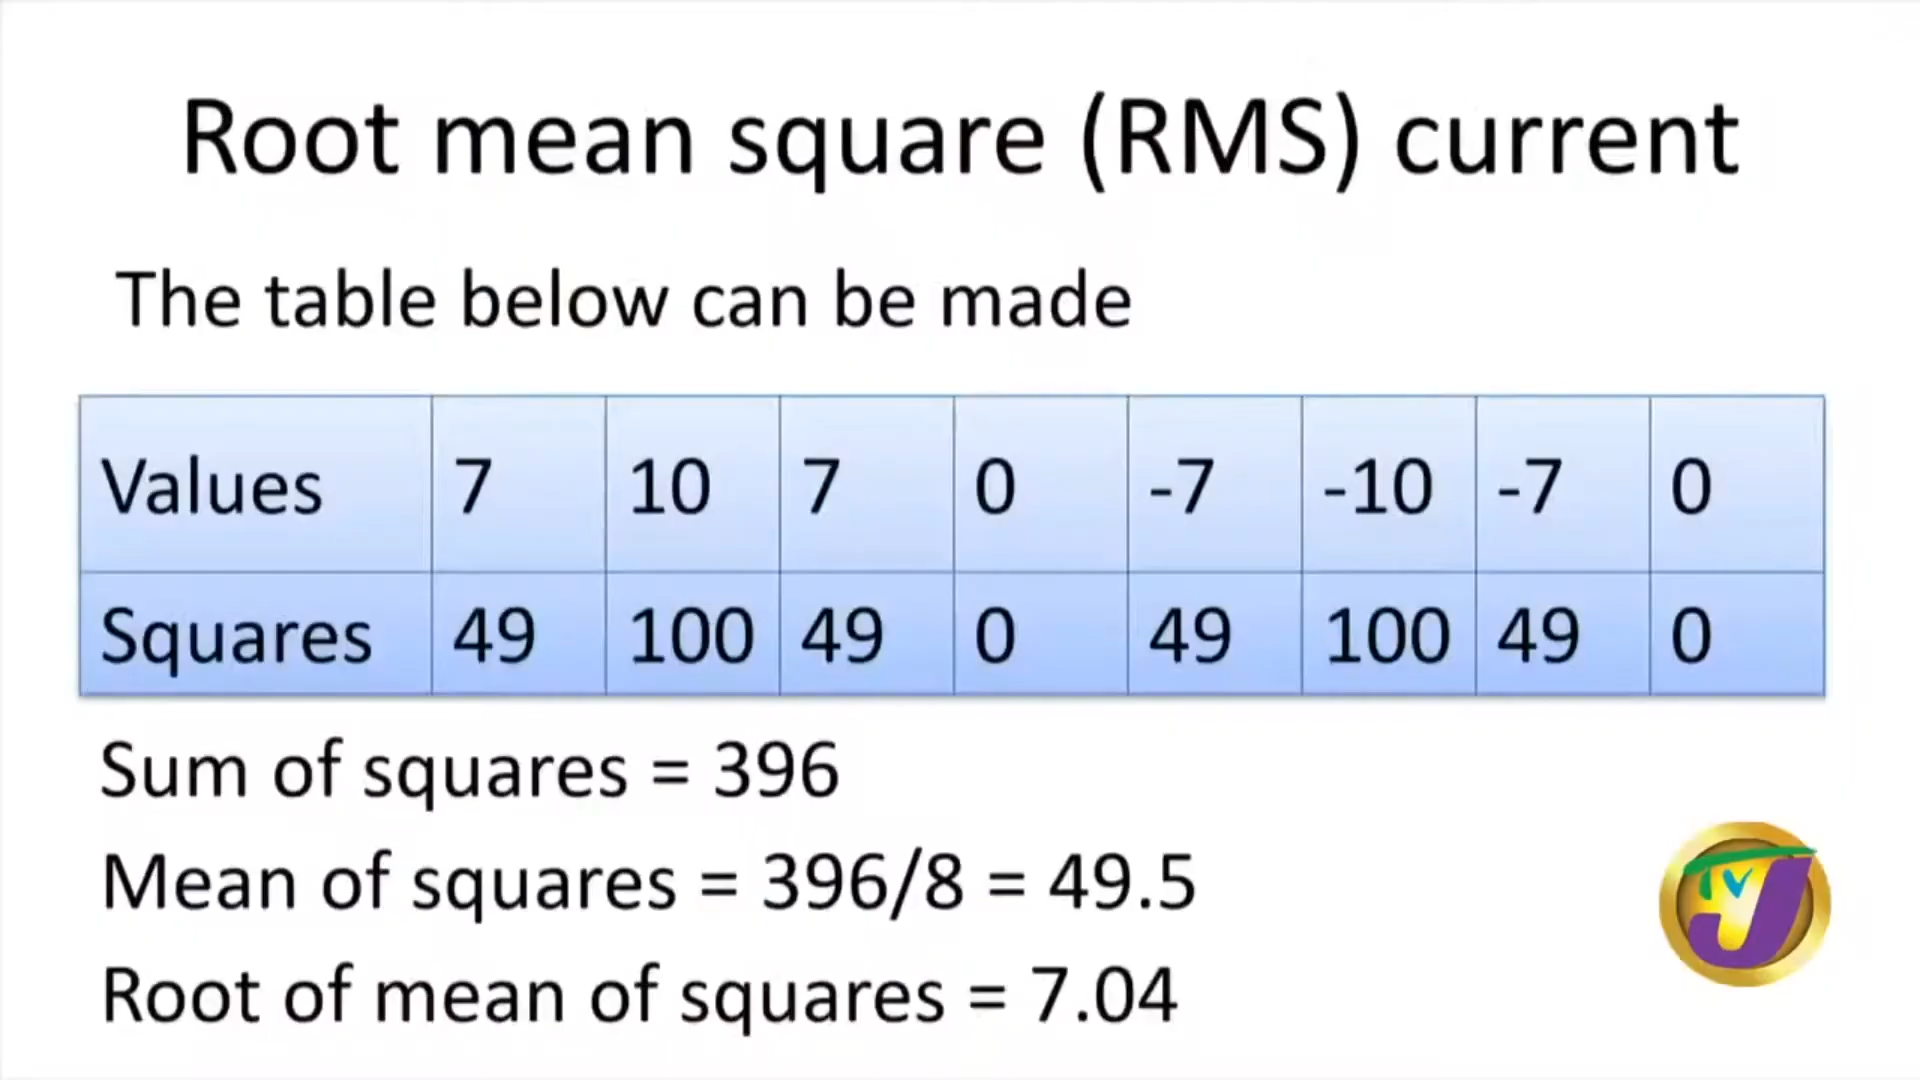 Root mean square (RMS) current
The table below can be made
Values 7 10 7 0 -7 -10 -7 0
Squares 49 100 49 0 49 100 49 0
Sum of squares = 396
Mean of squares = 396/8 = 49.5
Root of mean of squares = 7.04
TVJ